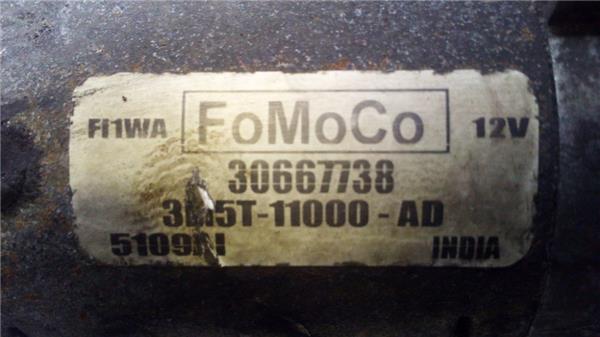 FI1WA FoMoCo 12V
30667738
-11000 - AD
INDIA